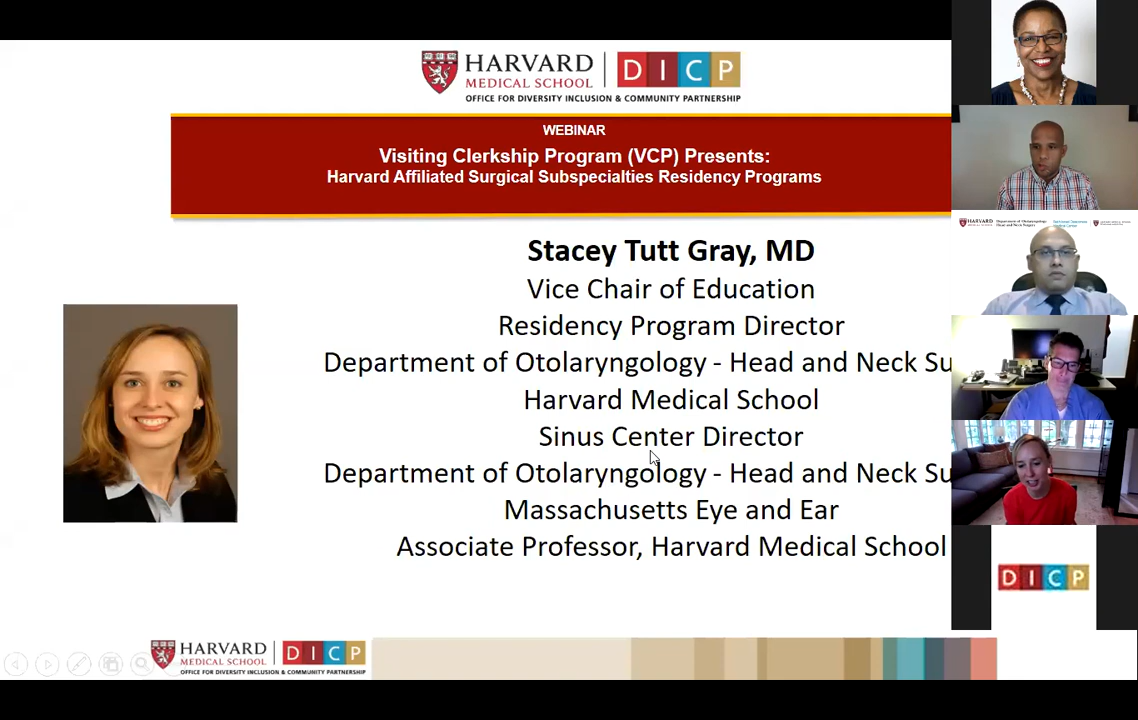 HARVARD
MEDICAL SCHOOL
DICP
OFFICE FOR DIVERSITY INCLUSION & COMMUNITY PARTNERSHIP
WEBINAR
Visiting Clerkship Program (VCP) Presents:
Harvard Affiliated Surgical Subspecialties Residency Programs
Stacey Tutt Gray, MD
Vice Chair of Education
Residency Program Director
Department of Otolaryngology - Head and Neck Su
Harvard Medical School
Sinus Center Director
Department of Otolaryngology - Head and Neck Su
Massachusetts Eye and Ear
Associate Professor, Harvard Medical School
HARVARD
DICP
HARVARD
MEDICAL SCHOOL
DICP
OFFICE FOR DIVERSITY INCLUSION & COMMUNITY PARTNERSHIP